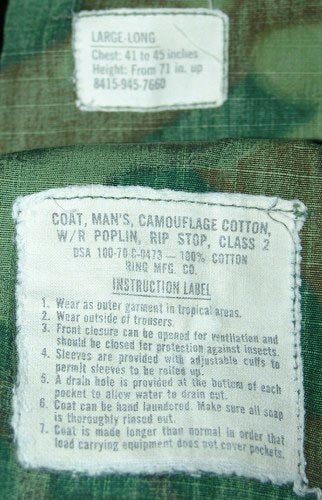 LARGE-LONG
Chest: 41 to 45 inches
Height: From 71 in. up
8415-945-7660
COAT, MAN'S, CAMOUFLAGE COTTON,
W/R POPLIN, RIP STOP, CLASS 2
DSA 100-70-C-0473 — 100% COTTON
RING MFG. CO.
INSTRUCTION LABEL
1. Wear as outer garment in tropical areas.
2. Wear outside of trousers.
3. Front closure can be opened for ventilation and
should be closed for protection against insects.
4. Sleeves are provided with adjustable cuffs to
permit sleeves to be rolled up.
5. A drain hole is provided at the bottom of each
pocket to allow water to drain out.
6. Coat can be hand laundered. Make sure all soap
is thoroughly rinsed out.
7. Coat is made longer than normal in order that
load carrying equipment does not cover pockets.